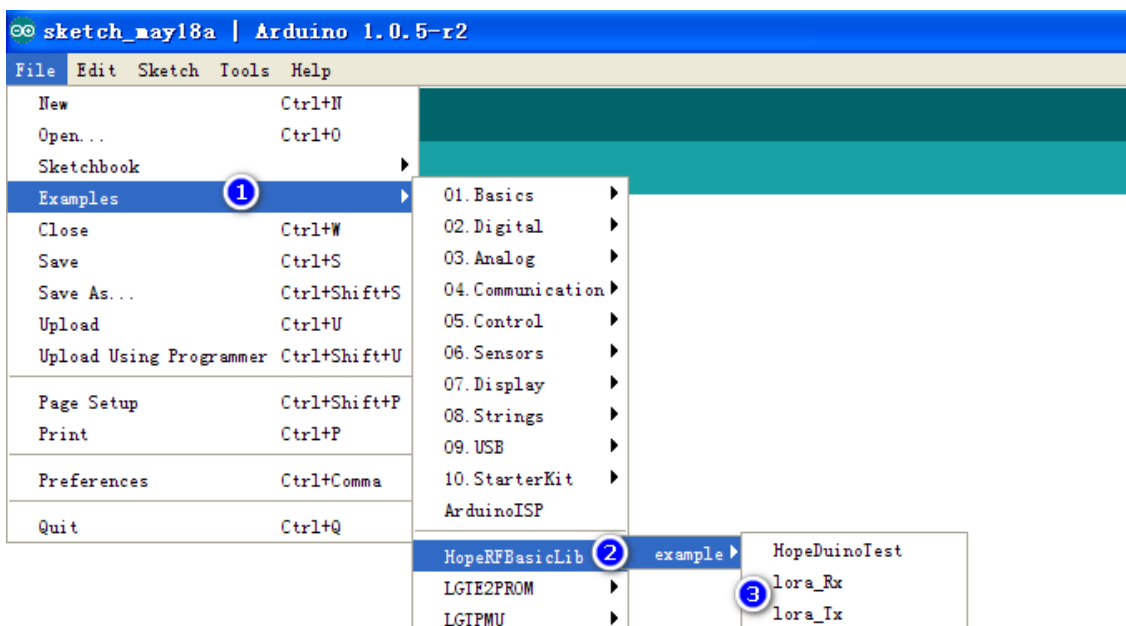 sketch_may18a | Arduino 1.0.5-r2
File Edit Sketch Tools Help
New Ctrl+N
Open... Ctrl+O
Sketchbook
Examples 1
Close Ctrl+W
Save Ctrl+S
Save As... Ctrl+Shift+S
Upload Ctrl+U
Upload Using Programmer Ctrl+Shift+U
Page Setup Ctrl+Shift+P
Print Ctrl+P
Preferences Ctrl+Comma
Quit Ctrl+Q
01.Basics
02.Digital
03.Analog
04.Communication
05.Control
06.Sensors
07.Display
08.Strings
09.USB
10.StarterKit
ArduinoISP
HopeRFBasicLib 2
LGTE2PROM
LGTPMU
example
HopeDuinoTest
3 lora_Rx
lora_Tx